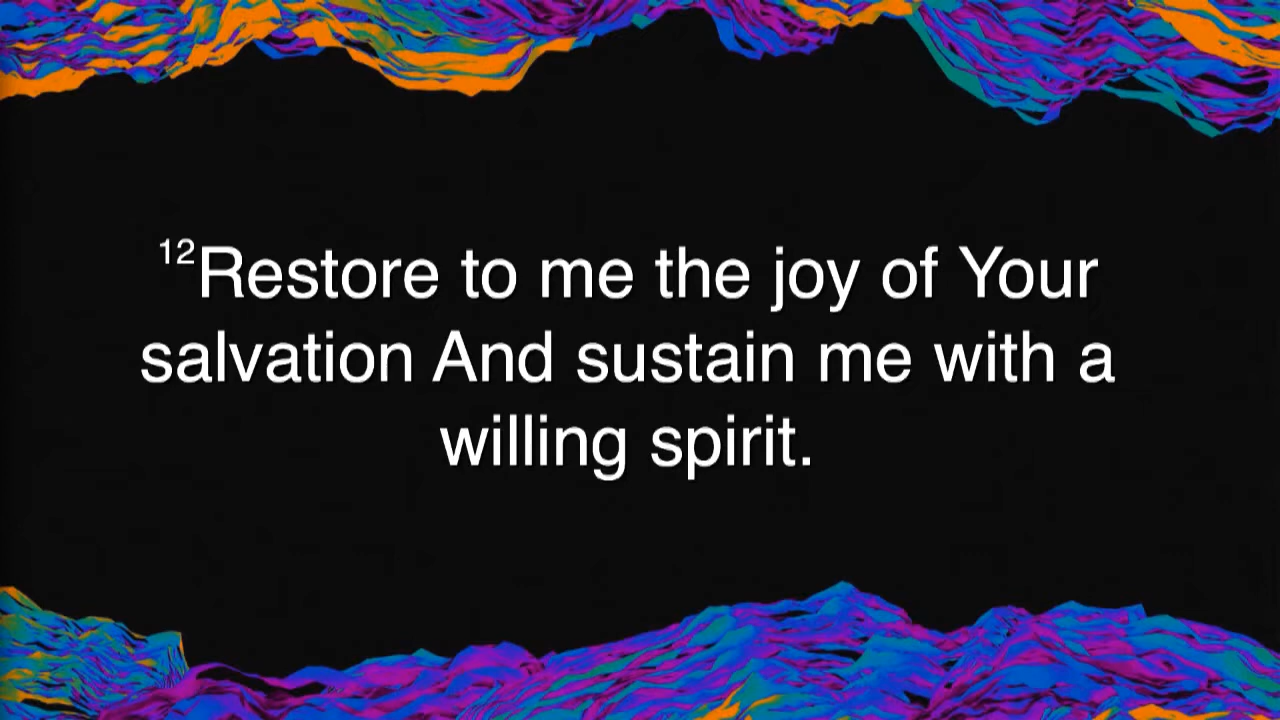 12Restore to me the joy of Your
salvation And sustain me with a
willing spirit.